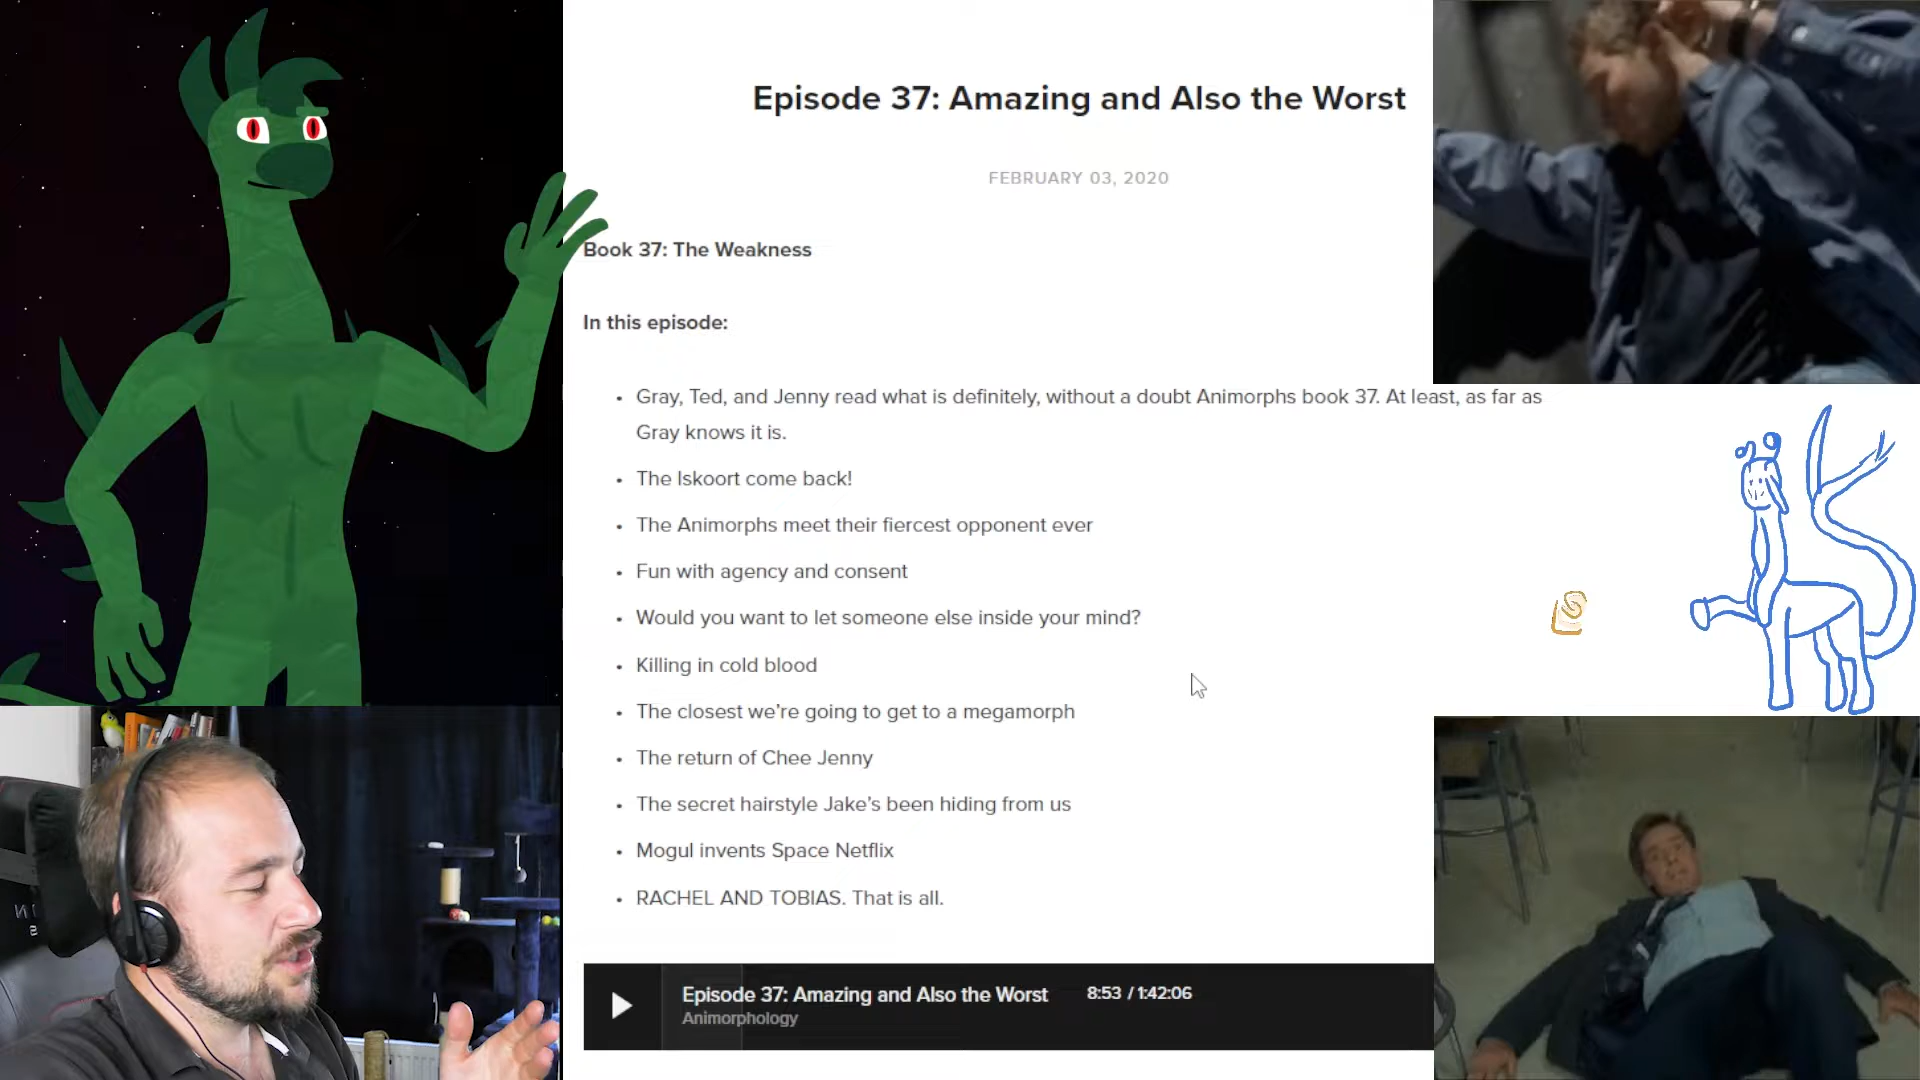 Episode 37: Amazing and Also the Worst
FEBRUARY 03, 2020
Book 37: The Weakness
In this episode:
• Gray, Ted, and Jenny read what is definitely, without a doubt Animorphs book 37. At least, as far as
Gray knows it is.
• The Iskoort come back!
• The Animorphs meet their fiercest opponent ever
• Fun with agency and consent
• Would you want to let someone else inside your mind?
• Killing in cold blood
• The closest we're going to get to a megamorph
• The return of Chee Jenny
• The secret hairstyle Jake's been hiding from us
• Mogul invents Space Netflix
• RACHEL AND TOBIAS. That is all.
Episode 37: Amazing and Also the Worst
8:53 / 1:42:06
Animorphology